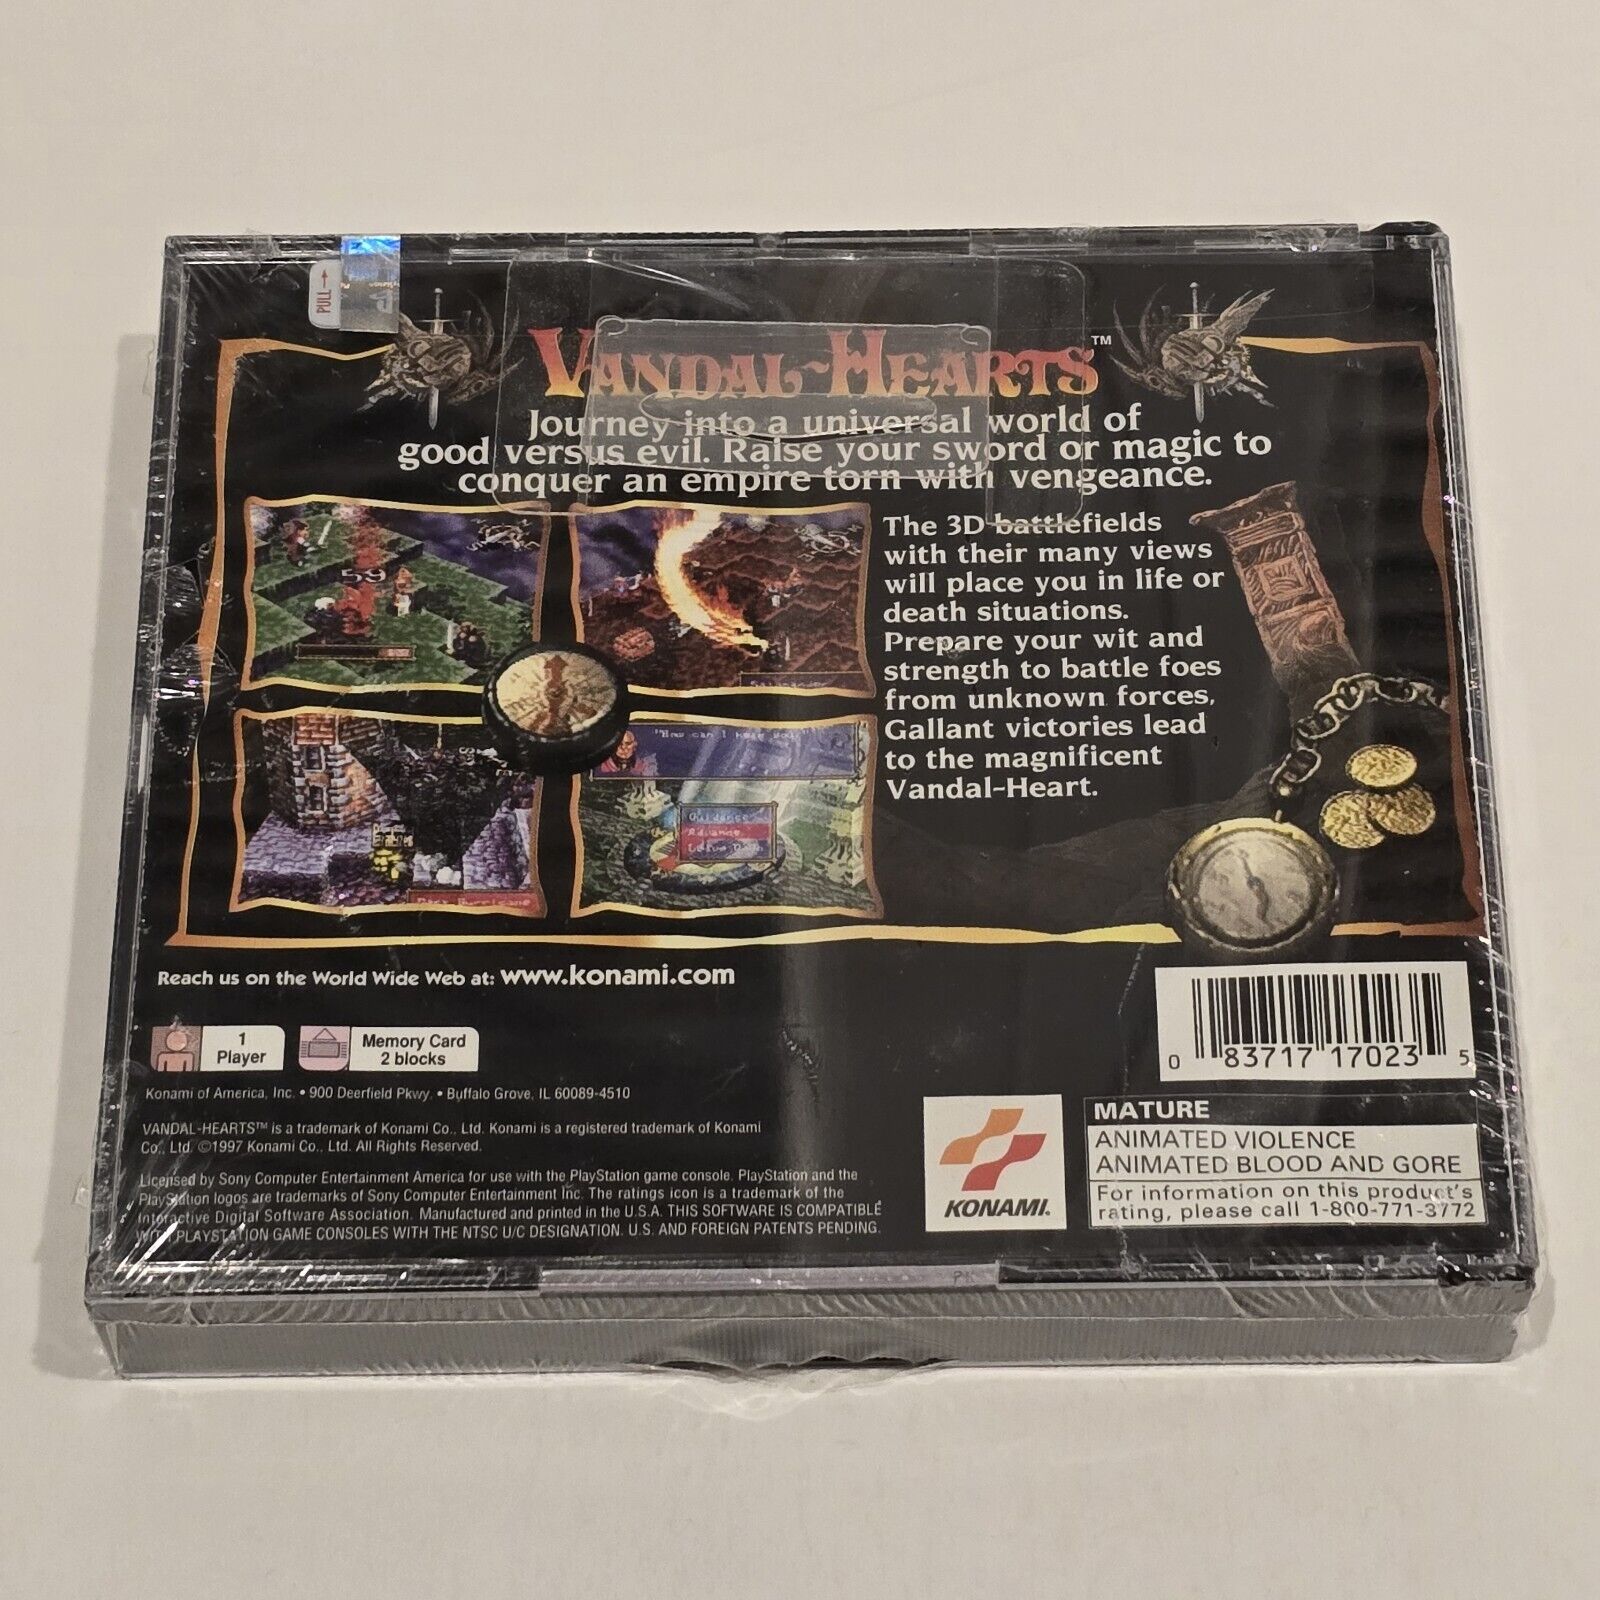 PULL→
VANDAL-HEARTS™
Journey into a universal world of
good versus evil. Raise your sword or magic to
conquer an empire torn with vengeance.
59
The 3D battlefields
with their many views
will place you in life or
death situations.
Prepare your wit and
strength to battle foes
from unknown forces.
Gallant victories lead
to the magnificent
Vandal-Heart.
"How can I help you
Guidance
Advance
Dark Hurricane
Reach us on the World Wide Web at: www.konami.com
1
Player
Memory Card
2 blocks
0 83717 17023 5
Konami of America, Inc. • 900 Deerfield Pkwy. • Buffalo Grove, IL 60089-4510
VANDAL-HEARTS™ is a trademark of Konami Co., Ltd. Konami is a registered trademark of Konami
Co., Ltd. ©1997 Konami Co., Ltd. All Rights Reserved.
Licensed by Sony Computer Entertainment America for use with the PlayStation game console. PlayStation and the
PlayStation logos are trademarks of Sony Computer Entertainment Inc. The ratings icon is a trademark of the
Interactive Digital Software Association. Manufactured and printed in the U.S.A. THIS SOFTWARE IS COMPATIBLE
WITH PLAYSTATION GAME CONSOLES WITH THE NTSC U/C DESIGNATION. U.S. AND FOREIGN PATENTS PENDING.
KONAMI.
MATURE
ANIMATED VIOLENCE
ANIMATED BLOOD AND GORE
For information on this product's
rating, please call 1-800-771-3772